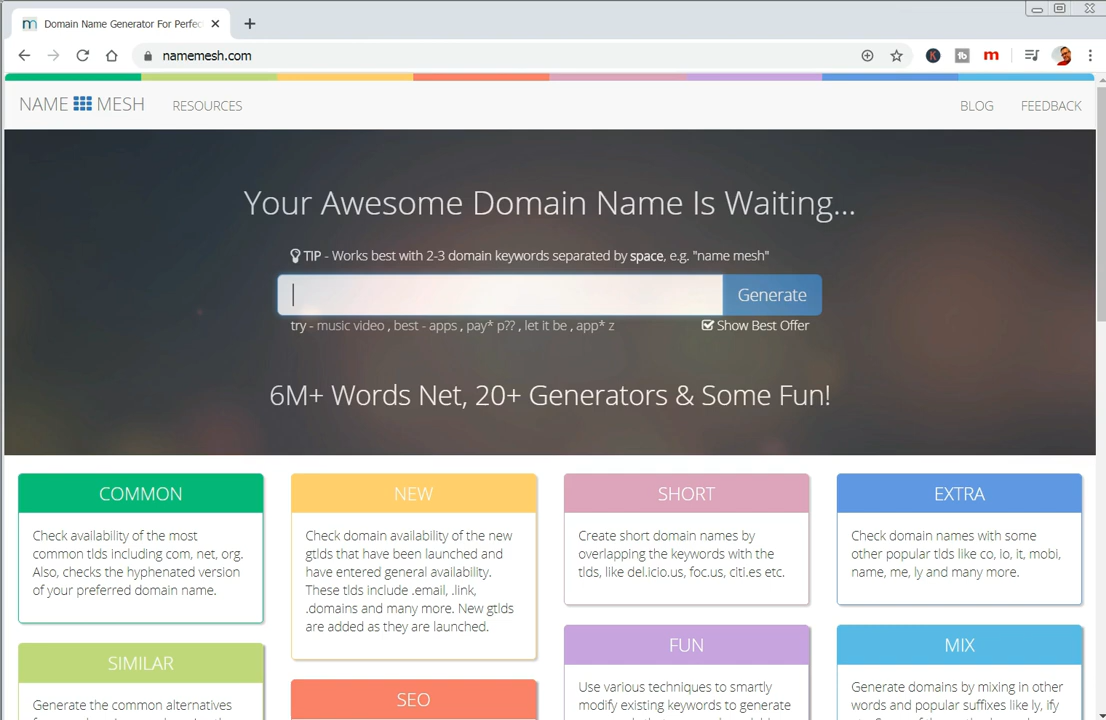 Domain Name Generator For Perfec
namemesh.com
NAME MESH RESOURCES BLOG FEEDBACK
Your Awesome Domain Name Is Waiting...
TIP - Works best with 2-3 domain keywords separated by space, e.g. "name mesh"
Generate
try - music video , best - apps , pay* p?? , let it be , app* z
Show Best Offer
6M+ Words Net, 20+ Generators & Some Fun!
COMMON
Check availability of the most
common tlds including com, net, org.
Also, checks the hyphenated version
of your preferred domain name.
NEW
Check domain availability of the new
gtlds that have been launched and
have entered general availability.
These tlds include .email, .link,
.domains and many more. New gtlds
are added as they are launched.
SHORT
Create short domain names by
overlapping the keywords with the
tlds, like del.icio.us, foc.us, citi.es etc.
EXTRA
Check domain names with some
other popular tlds like co, io, it, mobi,
name, me, ly and many more.
SIMILAR
Generate the common alternatives
SEO
FUN
Use various techniques to smartly
modify existing keywords to generate
MIX
Generate domains by mixing in other
words and popular suffixes like ly, ify